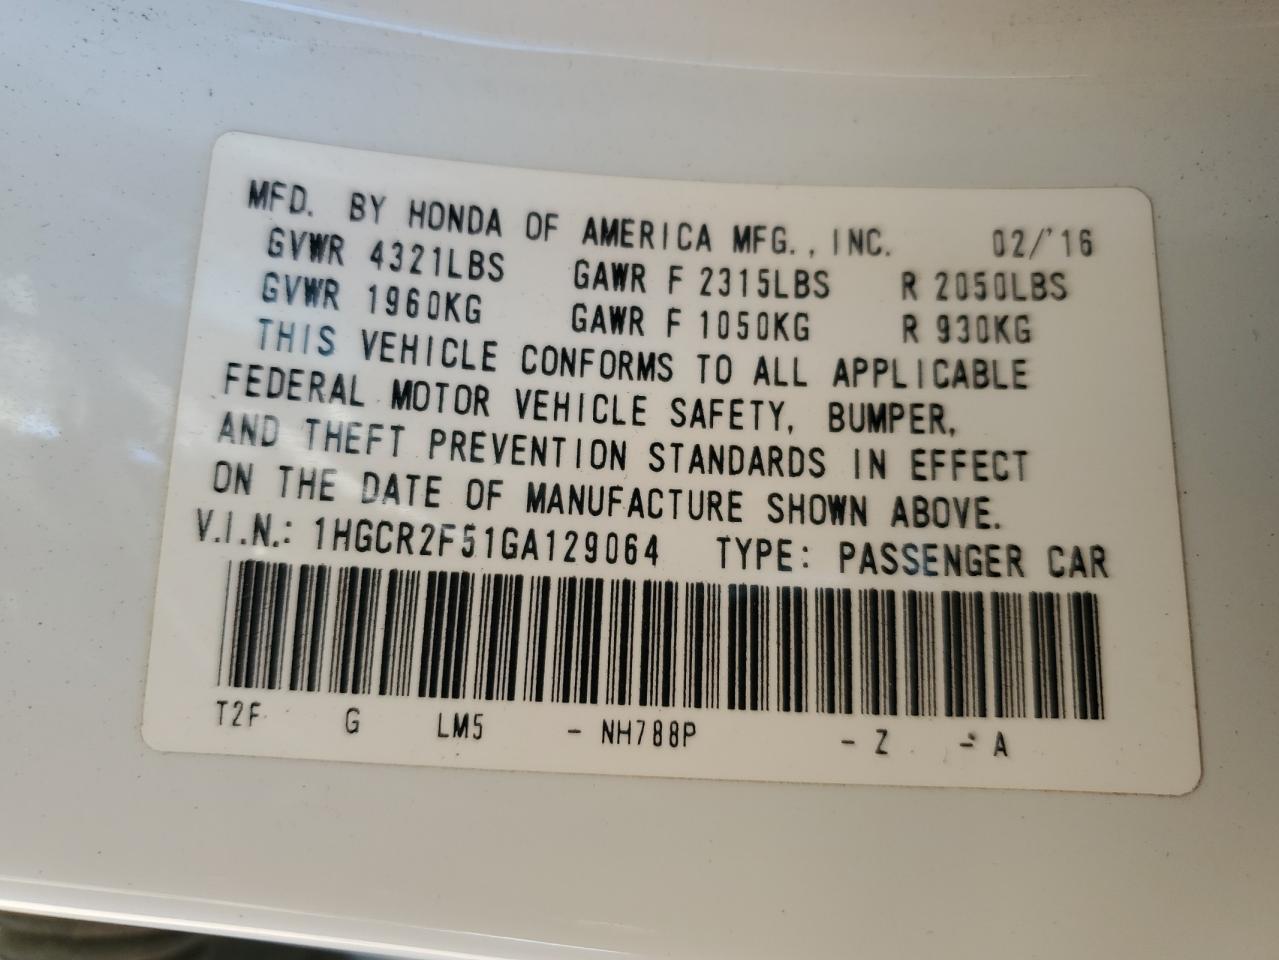 MFD. BY HONDA OF AMERICA MFG., INC. 02/'16
GVWR 4321LBS GAWR F 2315LBS R 2050LBS
GVWR 1960KG GAWR F 1050KG R 930KG
THIS VEHICLE CONFORMS TO ALL APPLICABLE
FEDERAL MOTOR VEHICLE SAFETY, BUMPER,
AND THEFT PREVENTION STANDARDS IN EFFECT
ON THE DATE OF MANUFACTURE SHOWN ABOVE.
V.I.N.: 1HGCR2F51GA129064 TYPE: PASSENGER CAR
T2F G LM5 - NH788P - Z - A